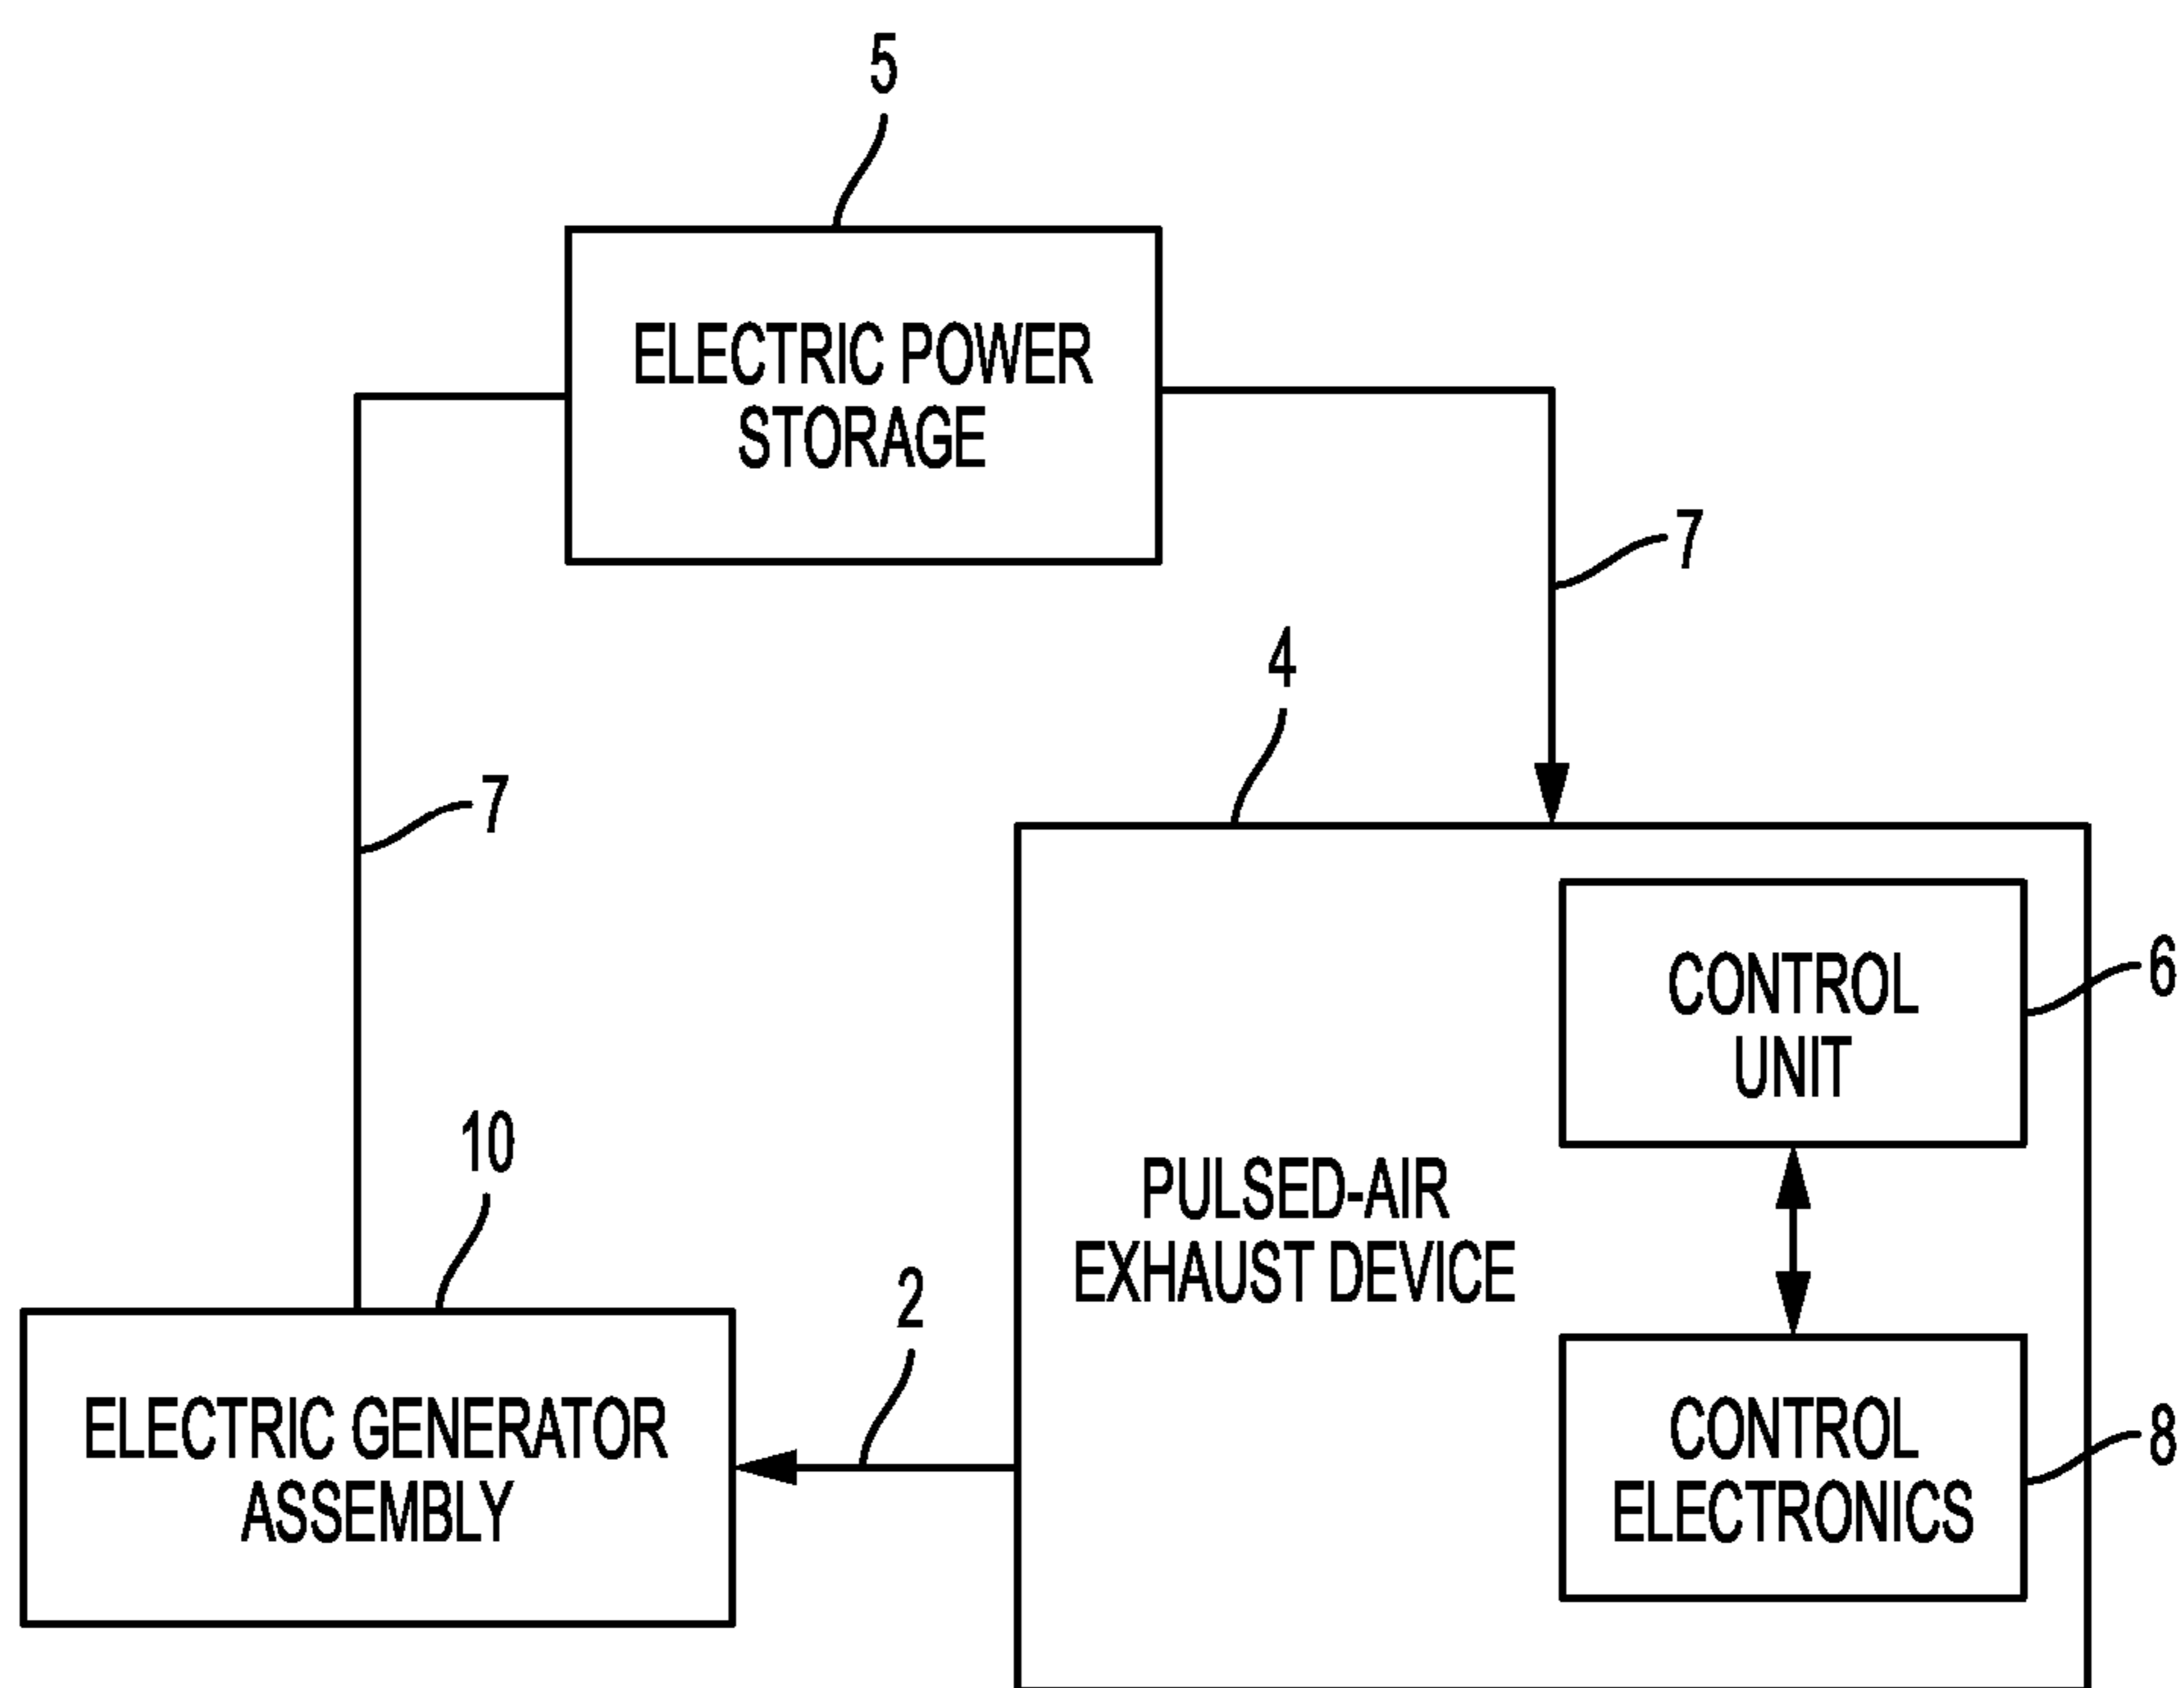 5
ELECTRIC POWER
STORAGE
7
4
7
CONTROL
UNIT
6
10
PULSED-AIR
EXHAUST DEVICE
2
ELECTRIC GENERATOR
ASSEMBLY
CONTROL
ELECTRONICS
8